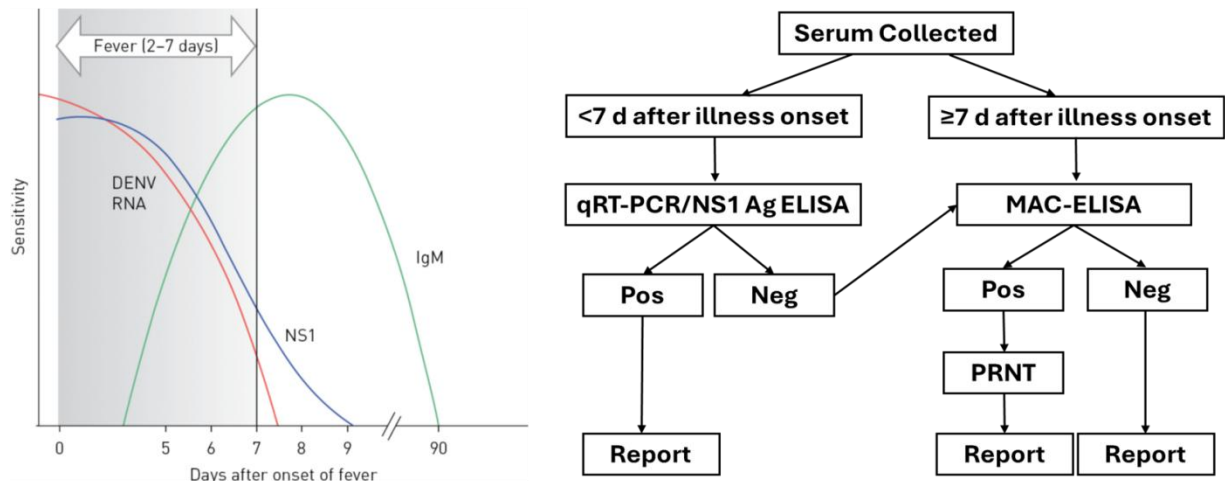 Fever (2–7 days)
DENV
RNA
IgM
NS1
Sensitivity
0 5 6 7 8 9 90
Days after onset of fever
Serum Collected
<7 d after illness onset
≥7 d after illness onset
qRT-PCR/NS1 Ag ELISA
MAC-ELISA
Pos
Neg
Pos
Neg
PRNT
Report
Report
Report